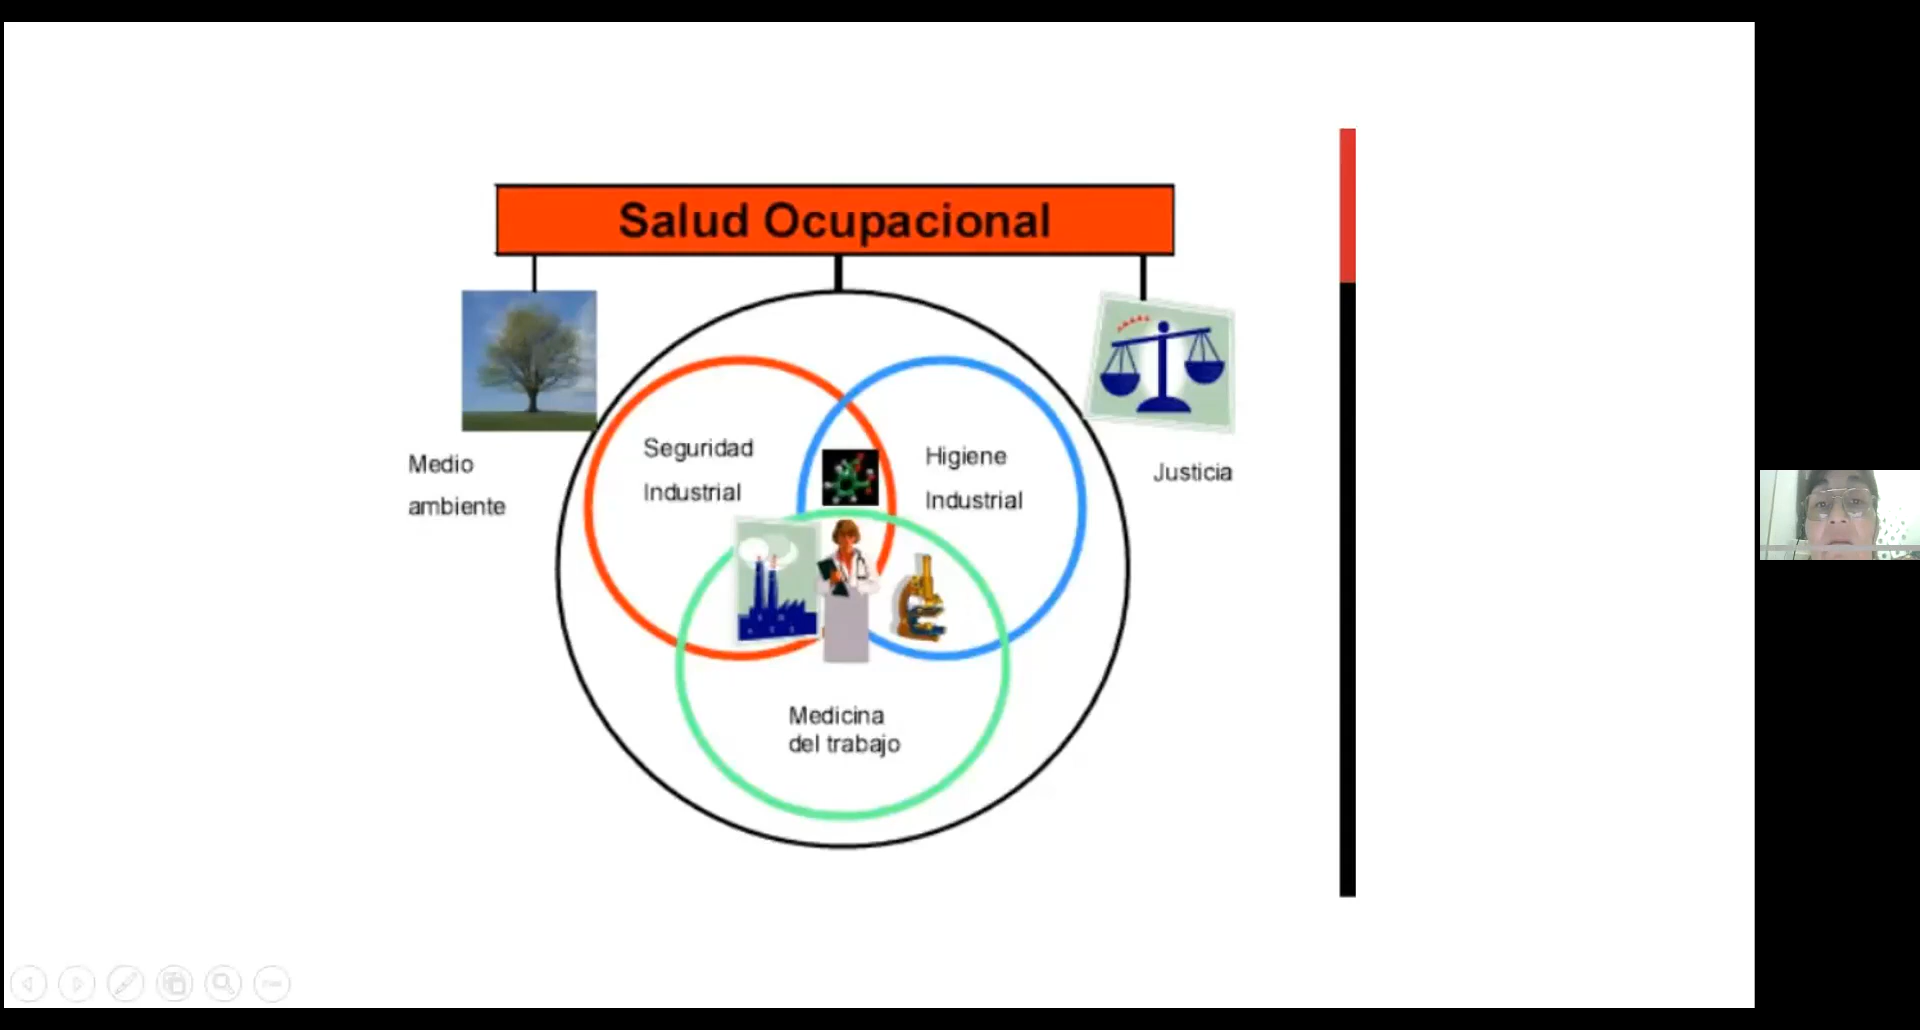 Salud Ocupacional
Seguridad
Industrial
Higiene
Industrial
Medio
ambiente
Justicia
Medicina
del trabajo